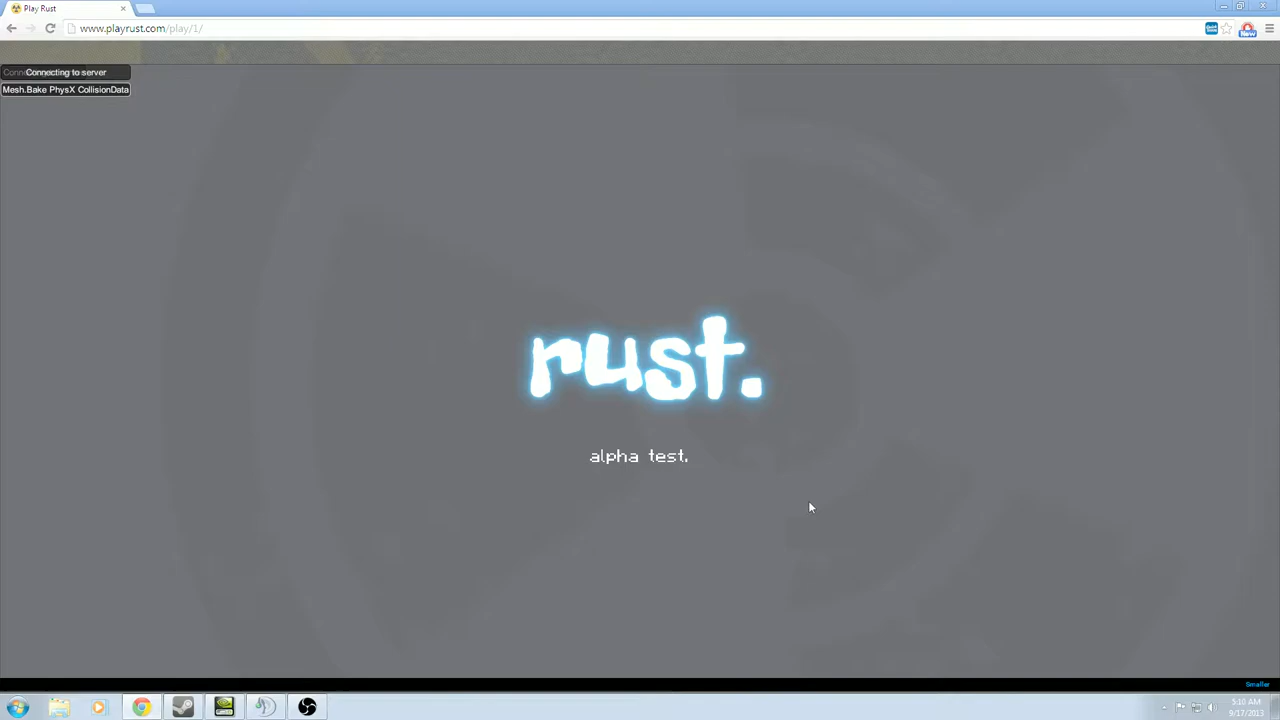 Play Rust
www.playrust.com/play/1/
New
Connecting to server
Mesh.Bake PhysX CollisionData
rust.
alpha test.
Smaller
5:10 AM
9/17/2013